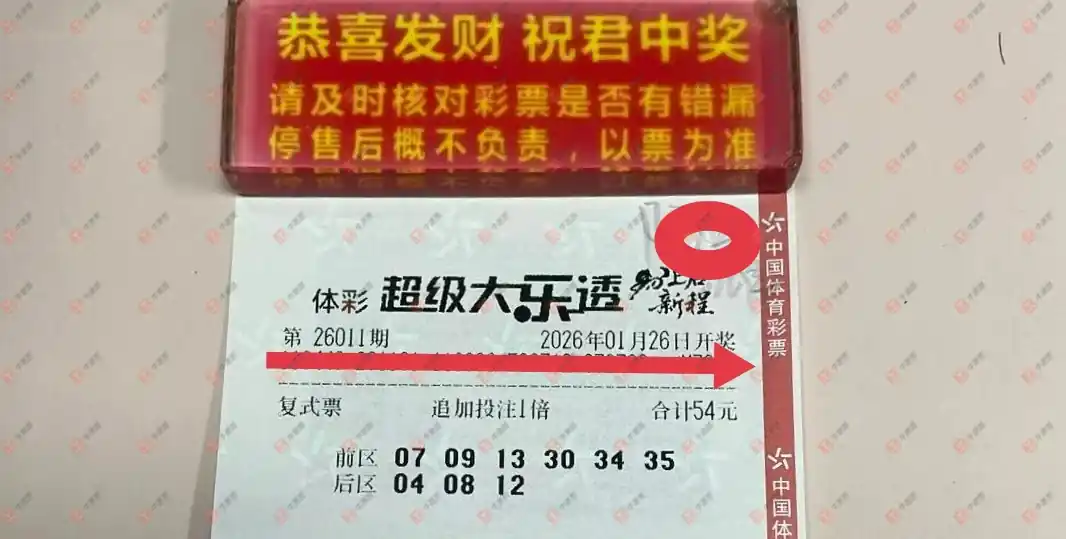 恭喜发财 祝君中奖
请及时核对彩票是否有错漏
停售后概不负责，以票为准
中国体育彩票
体彩 超级大乐透
新程
第 26011期 2026年01月26日开奖
复式票 追加投注1倍 合计54元
前区 07 09 13 30 34 35
后区 04 08 12
中国体